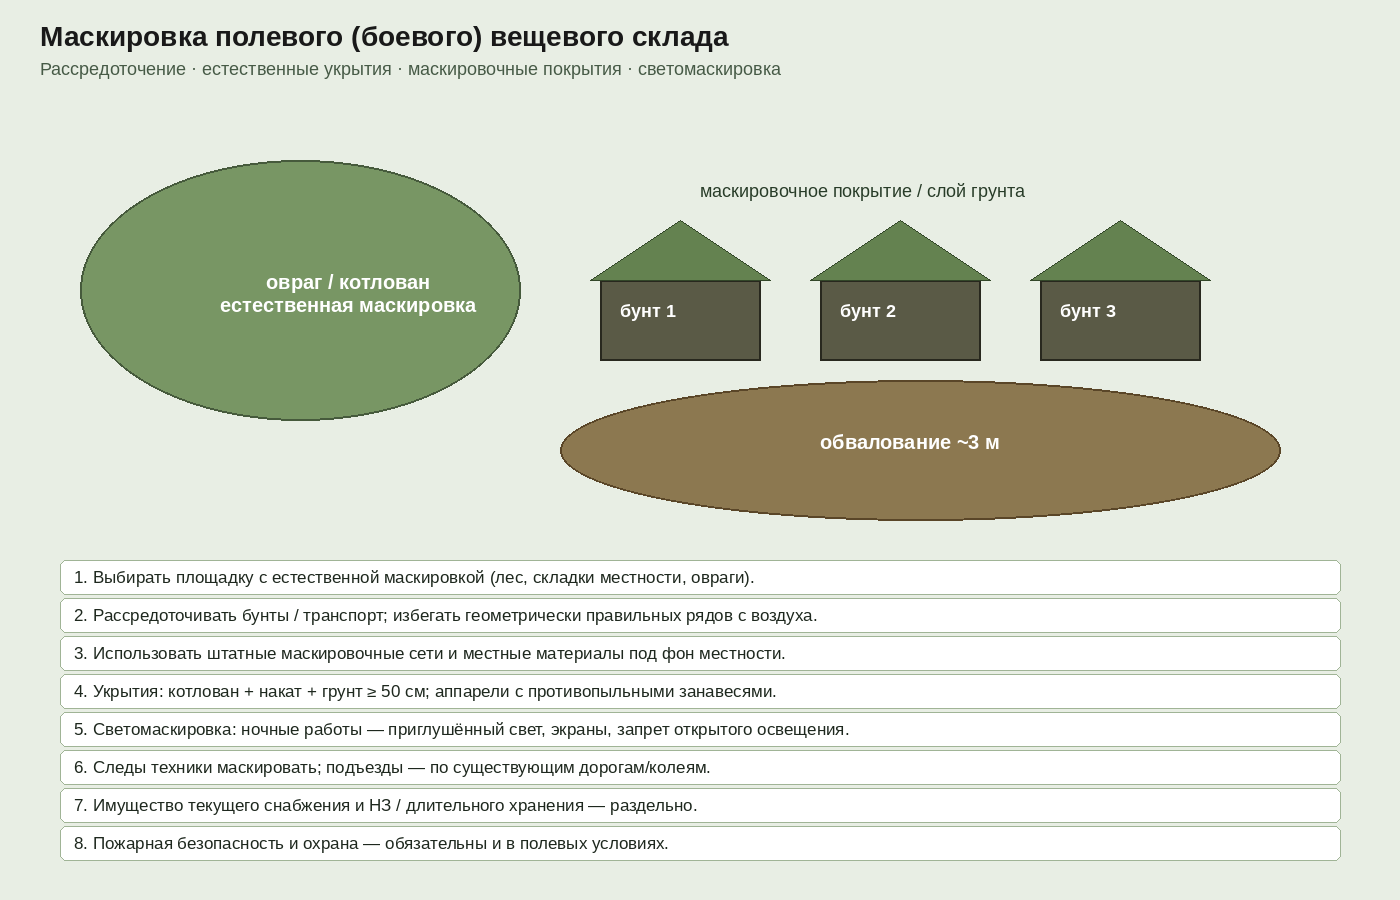 Маскировка полевого (боевого) вещевого склада
Рассредоточение · естественные укрытия · маскировочные покрытия · светомаскировка
маскировочное покрытие / слой грунта
овраг / котлован
естественная маскировка
бунт 1
бунт 2
бунт 3
обвалование ~3 м
1. Выбирать площадку с естественной маскировкой (лес, складки местности, овраги).
2. Рассредоточивать бунты / транспорт; избегать геометрически правильных рядов с воздуха.
3. Использовать штатные маскировочные сети и местные материалы под фон местности.
4. Укрытия: котлован + накат + грунт ≥ 50 см; аппарели с противопыльными занавесями.
5. Светомаскировка: ночные работы — приглушённый свет, экраны, запрет открытого освещения.
6. Следы техники маскировать; подъезды — по существующим дорогам/колеям.
7. Имущество текущего снабжения и НЗ / длительного хранения — раздельно.
8. Пожарная безопасность и охрана — обязательны и в полевых условиях.